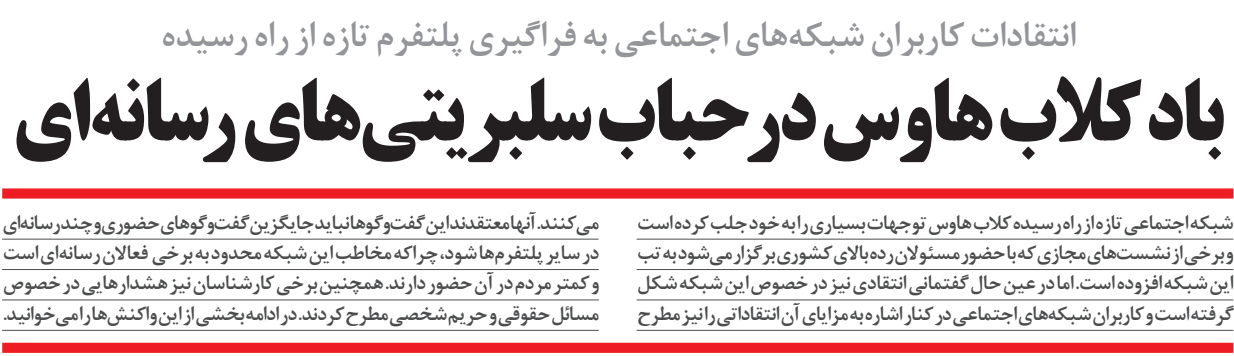 انتقادات کاربران شبکه‌های اجتماعی به فراگیری پلتفرم تازه از راه رسیده
باد کلاب هاوس در حباب سلبریتی‌های رسانه‌ای
شبکه اجتماعی تازه از راه رسیده کلاب هاوس توجهات بسیاری را به خود جلب کرده است
و برخی از نشست‌های مجازی که با حضور مسئولان رده بالای کشوری برگزار می‌شود به تب
این شبکه افزوده است. اما در عین حال گفتمانی انتقادی نیز در خصوص این شبکه شکل
گرفته است و کاربران شبکه‌های اجتماعی در کنار اشاره به مزایای آن انتقاداتی را نیز مطرح
می‌کنند. آنها معتقدند این گفت‌وگوها نباید جایگزین گفت‌وگوهای حضوری و چند رسانه‌ای
در سایر پلتفرم‌ها شود، چراکه مخاطب این شبکه محدود به برخی فعالان رسانه‌ای است
و کمتر مردم در آن حضور دارند. همچنین برخی کارشناسان نیز هشدارهایی در خصوص
مسائل حقوقی و حریم شخصی مطرح کردند. در ادامه بخشی از این واکنش‌ها را می‌خوانید.